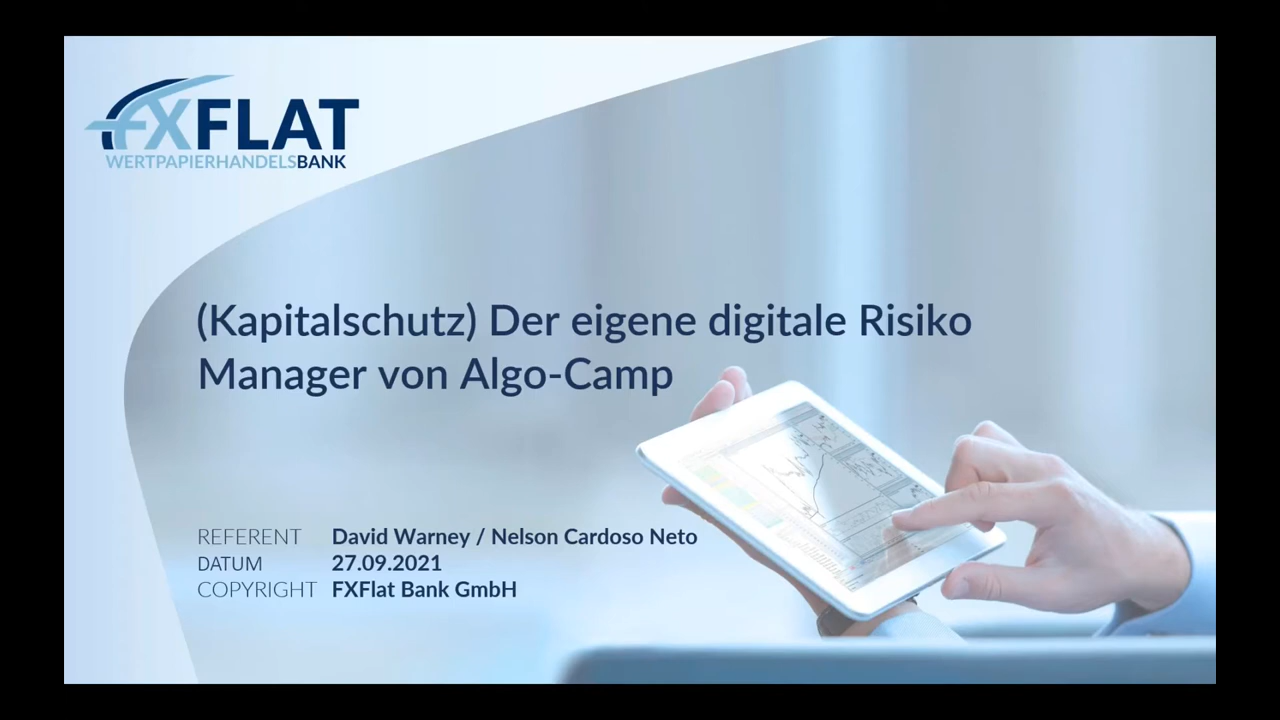 FXFLAT
WERTPAPIERHANDELSBANK
(Kapitalschutz) Der eigene digitale Risiko
Manager von Algo-Camp
REFERENT David Warney / Nelson Cardoso Neto
DATUM 27.09.2021
COPYRIGHT FXFlat Bank GmbH